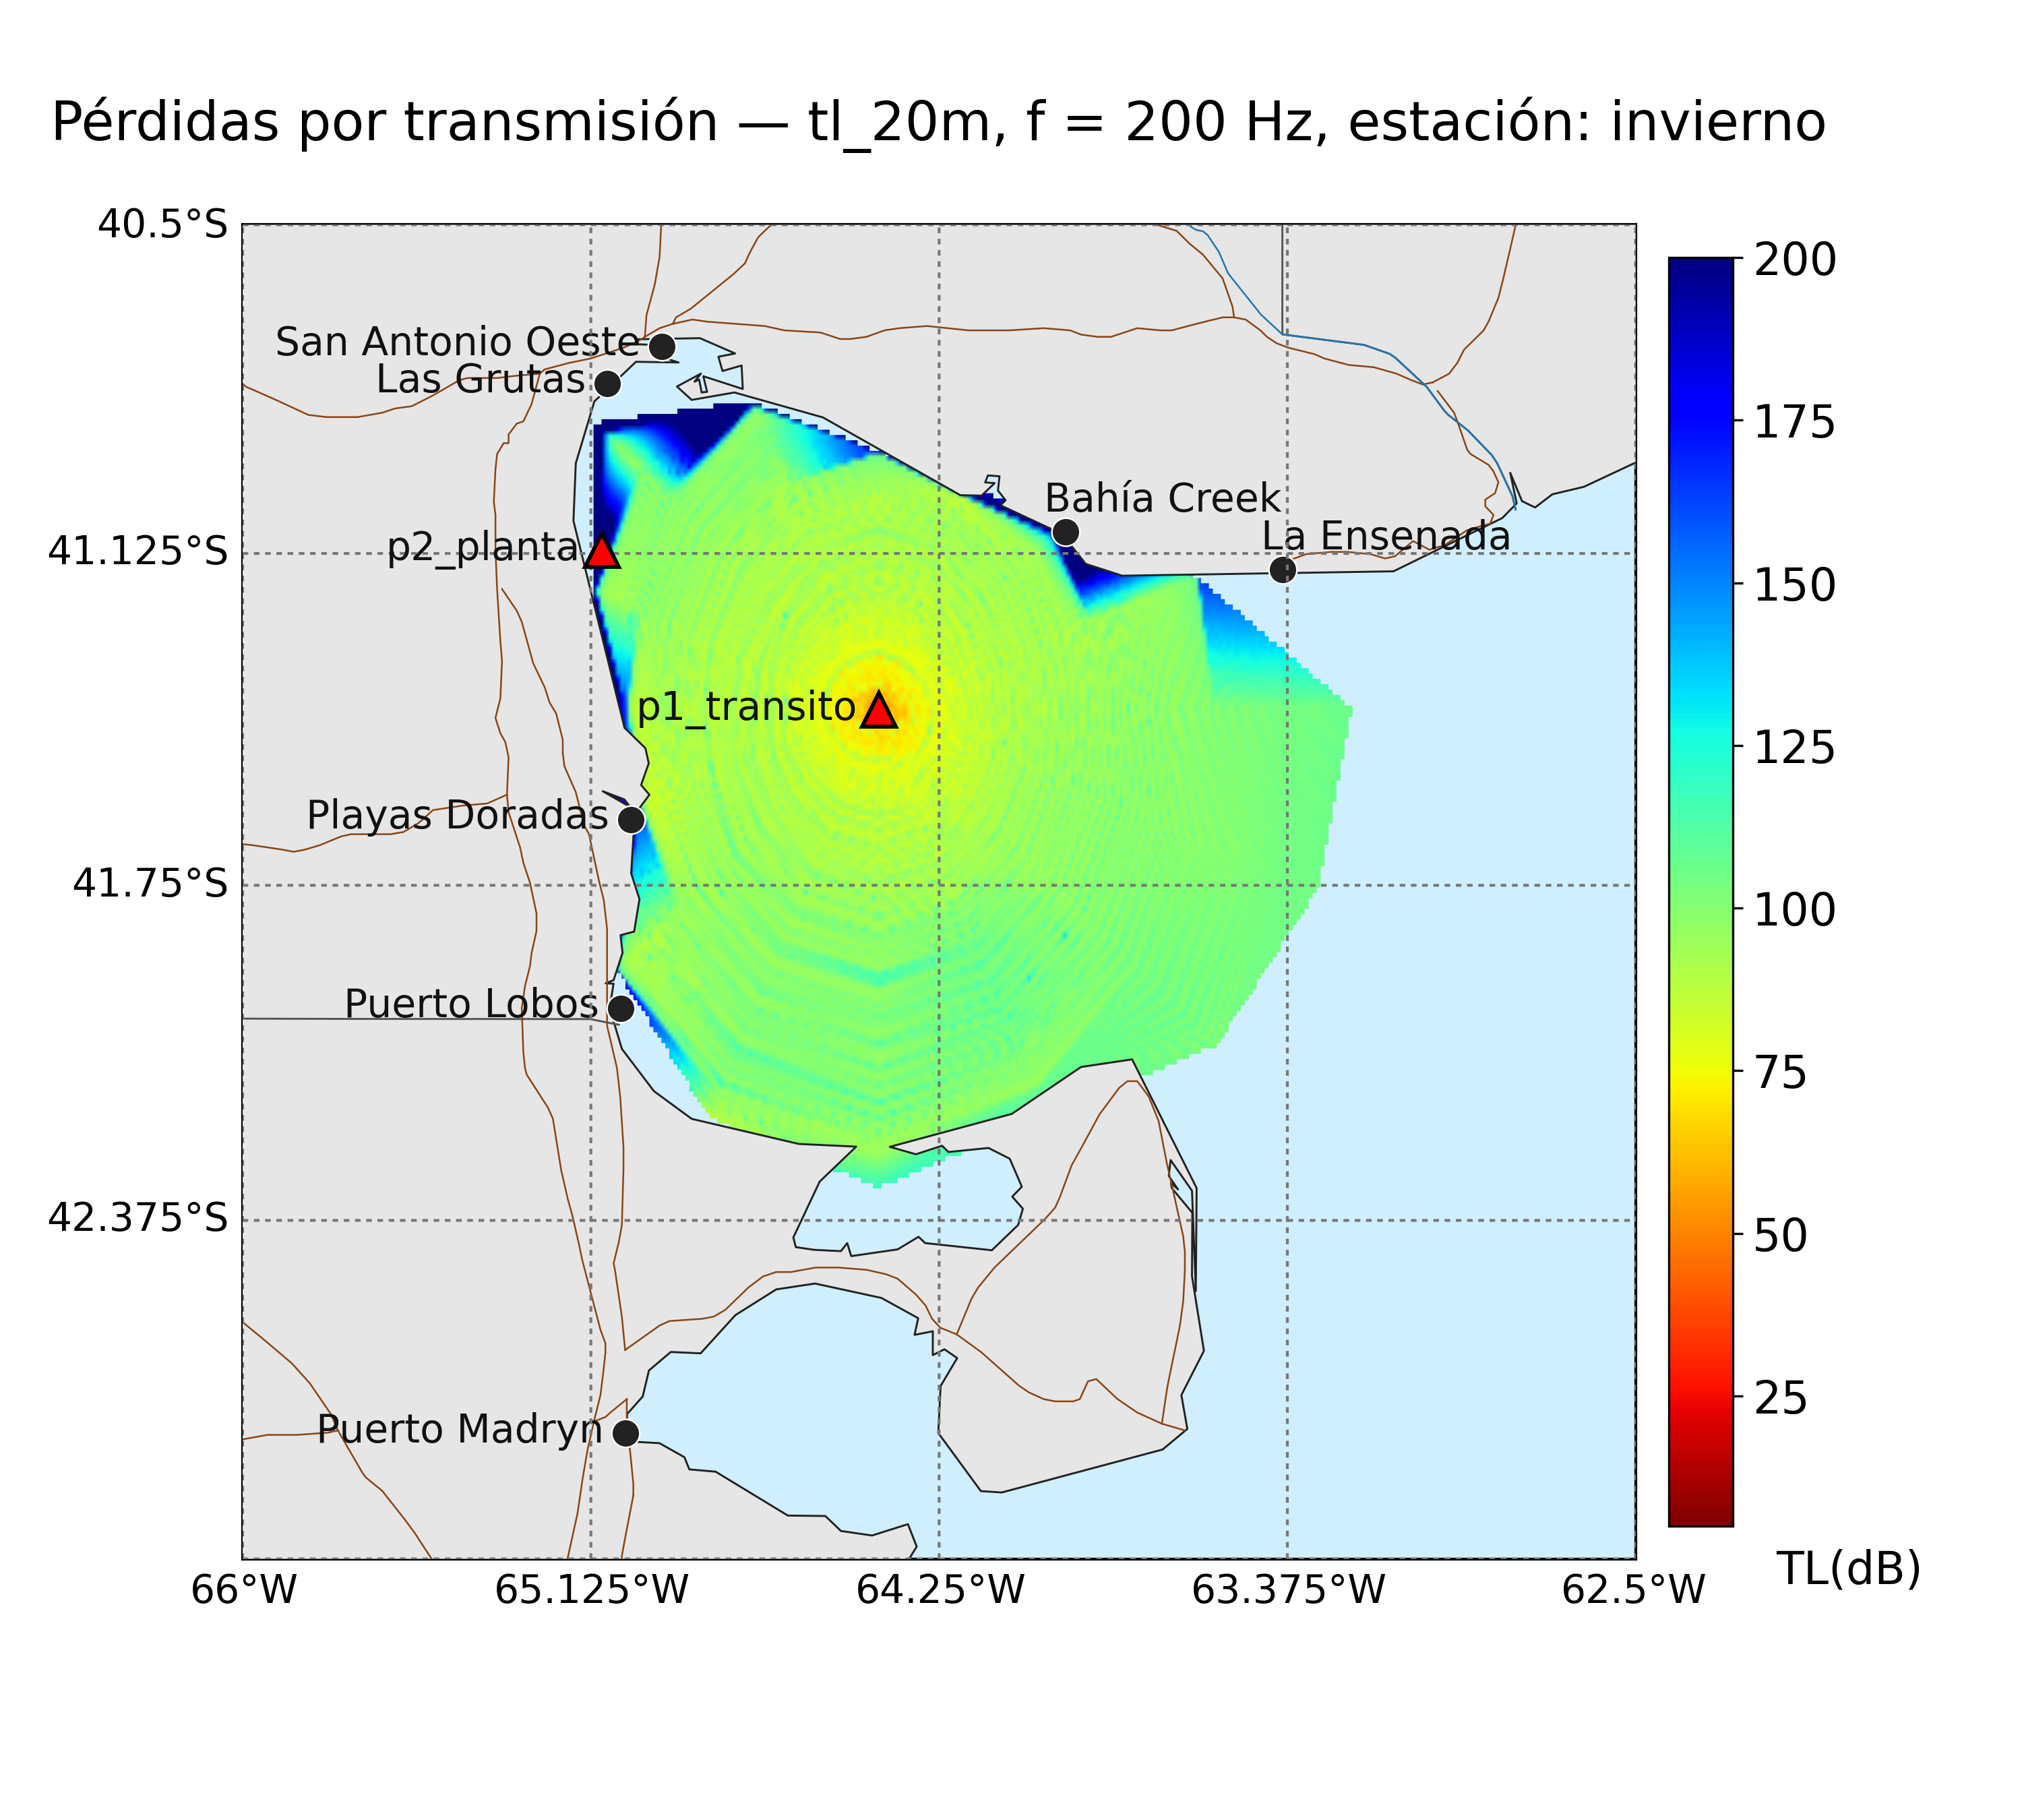 Pérdidas por transmisión — tl_20m, f = 200 Hz, estación: invierno
40.5°S
41.125°S
41.75°S
42.375°S
San Antonio Oeste
Las Grutas
Bahía Creek
La Ensenada
p2_planta
p1_transito
Playas Doradas
Puerto Lobos
Puerto Madryn
66°W
65.125°W
64.25°W
63.375°W
62.5°W
200
175
150
125
100
75
50
25
TL(dB)